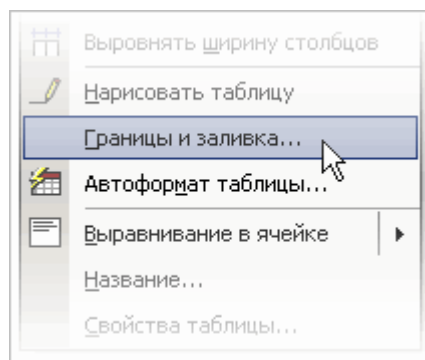 Выровнять ширину столбцов
Нарисовать таблицу
Границы и заливка...
Автоформат таблицы...
Выравнивание в ячейке
Название...
Свойства таблицы...